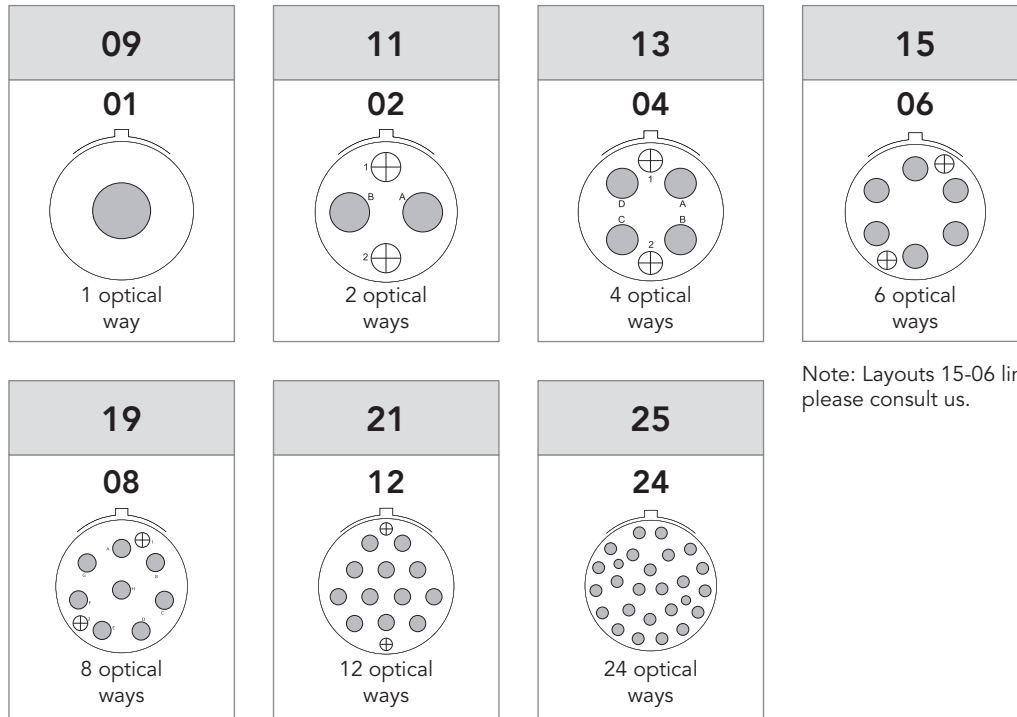 09
01
1 optical
way
11
02
1
B
A
2
2 optical
ways
13
04
1
D
A
C
B
2
4 optical
ways
15
06
6 optical
ways
Note: Layouts 15-06
please consult us.
19
08
A
1
G
B
H
F
C
2
E
D
8 optical
ways
21
12
12 optical
ways
25
24
24 optical
ways